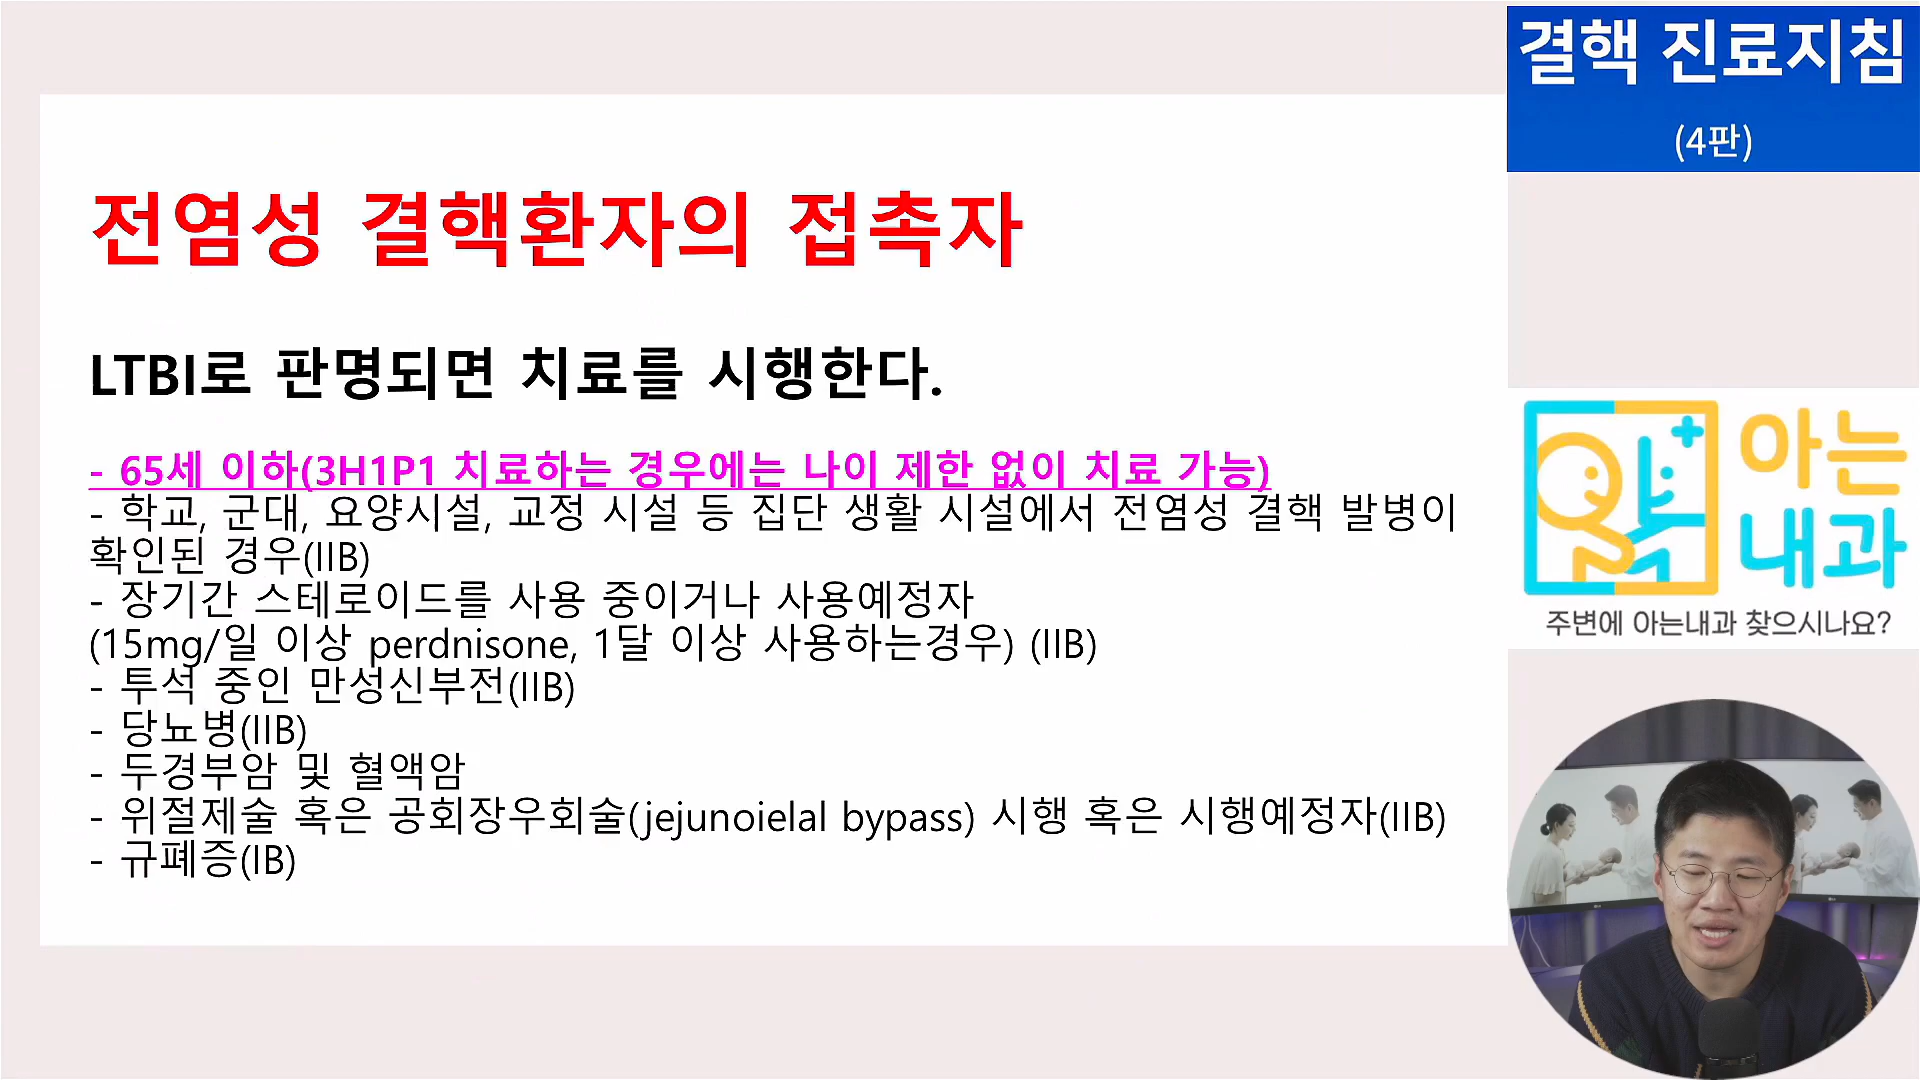 결핵 진료지침
(4판)
전염성 결핵환자의 접촉자
LTBI로 판명되면 치료를 시행한다.
- 65세 이하(3H1P1 치료하는 경우에는 나이 제한 없이 치료 가능)
- 학교, 군대, 요양시설, 교정 시설 등 집단 생활 시설에서 전염성 결핵 발병이
확인된 경우(IIB)
- 장기간 스테로이드를 사용 중이거나 사용예정자
(15mg/일 이상 perdnisone, 1달 이상 사용하는경우) (IIB)
- 투석 중인 만성신부전(IIB)
- 당뇨병(IIB)
- 두경부암 및 혈액암
- 위절제술 혹은 공회장우회술(jejunoielal bypass) 시행 혹은 시행예정자(IIB)
- 규폐증(IB)
아는
내과
주변에 아는내과 찾으시나요?